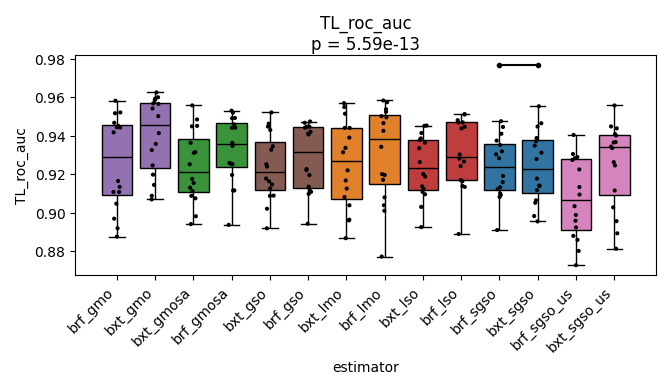 TL_roc_auc
p = 5.59e-13
TL_roc_auc
0.98
0.96
0.94
0.92
0.90
0.88
brf_gmo
bxt_gmo
bxt_gmosa
brf_gmosa
bxt_gso
brf_gso
bxt_lmo
brf_lmo
bxt_lso
brf_lso
brf_sgso
bxt_sgso
brf_sgso_us
bxt_sgso_us
estimator